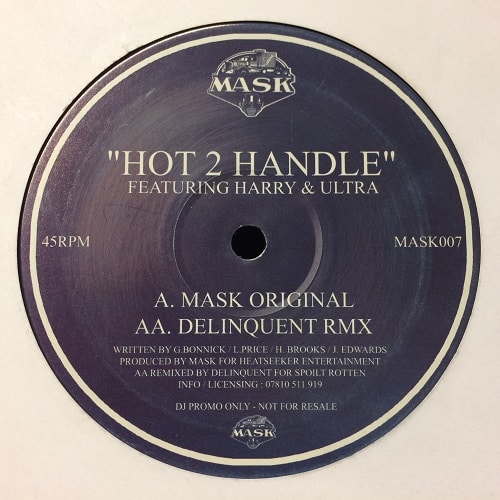 MASK
"HOT 2 HANDLE"
FEATURING HARRY & ULTRA
45RPM
MASK007
A. MASK ORIGINAL
AA. DELINQUENT RMX
WRITTEN BY G.BONNICK / L.PRICE / H. BROOKS / J. EDWARDS
PRODUCED BY MASK FOR HEATSEEKER ENTERTAINMENT
AA REMIXED BY DELINQUENT FOR SPOILT ROTTEN
INFO / LICENSING : 07810 511 919
DJ PROMO ONLY - NOT FOR RESALE
MASK